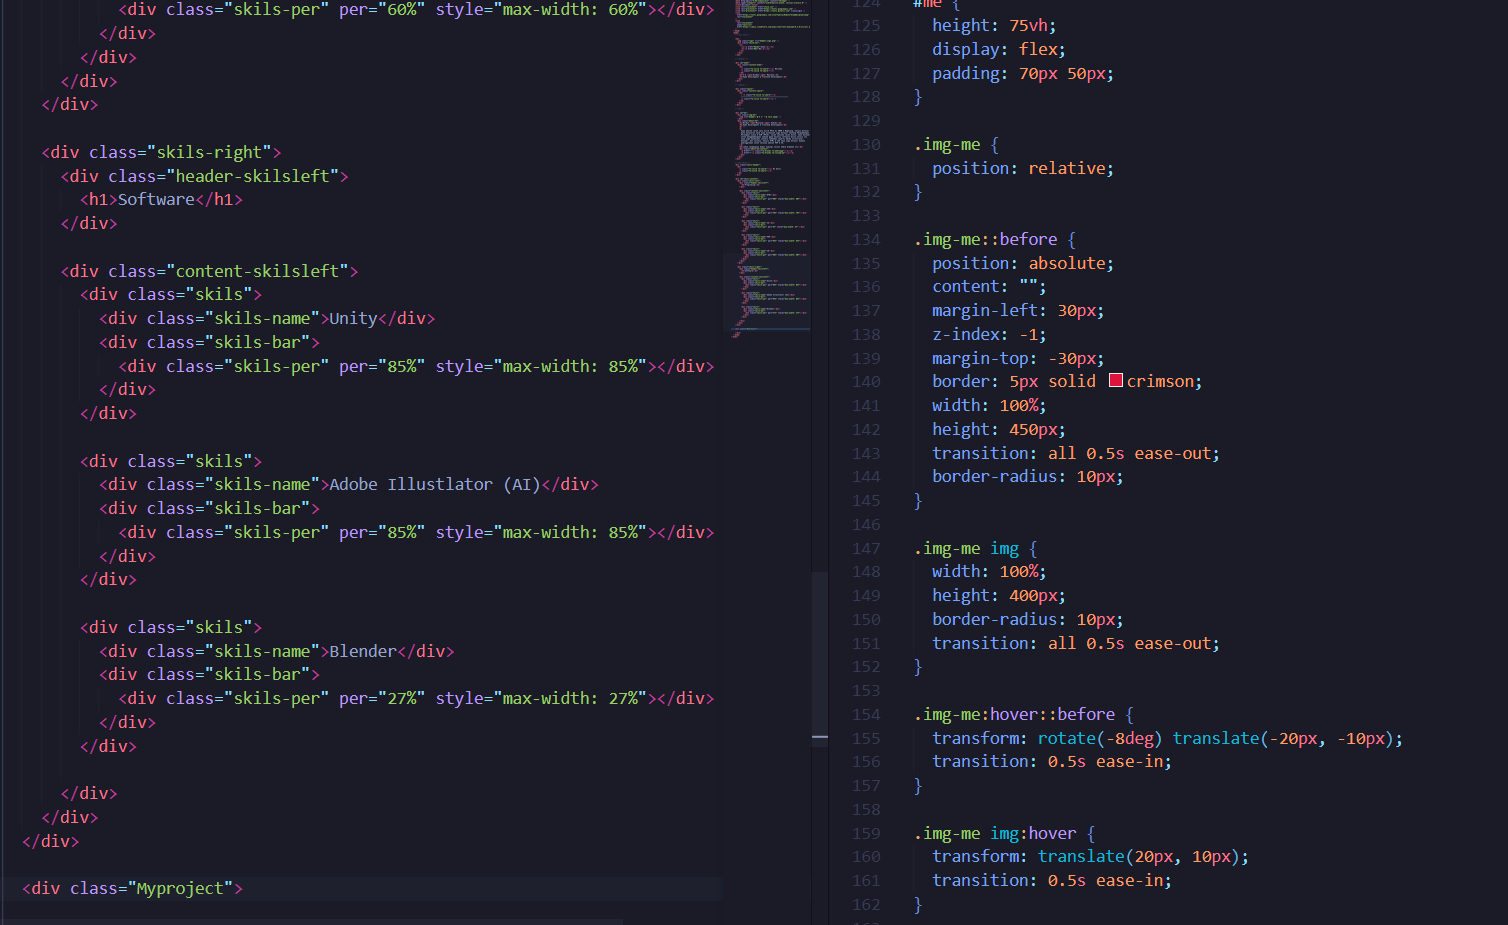 <div class="skils-per" per="60%" style="max-width: 60%"></div>
</div>
</div>
</div>
</div>
<div class="skils-right">
<div class="header-skilsleft">
<h1>Software</h1>
</div>
<div class="content-skilsleft">
<div class="skils">
<div class="skils-name">Unity</div>
<div class="skils-bar">
<div class="skils-per" per="85%" style="max-width: 85%"></div>
</div>
</div>
<div class="skils">
<div class="skils-name">Adobe Illustlator (AI)</div>
<div class="skils-bar">
<div class="skils-per" per="85%" style="max-width: 85%"></div>
</div>
</div>
<div class="skils">
<div class="skils-name">Blender</div>
<div class="skils-bar">
<div class="skils-per" per="27%" style="max-width: 27%"></div>
</div>
</div>
</div>
</div>
</div>
<div class="Myproject">
124 #me {
125 height: 75vh;
126 display: flex;
127 padding: 70px 50px;
128 }
129
130 .img-me {
131 position: relative;
132 }
133
134 .img-me::before {
135 position: absolute;
136 content: "";
137 margin-left: 30px;
138 z-index: -1;
139 margin-top: -30px;
140 border: 5px solid crimson;
141 width: 100%;
142 height: 450px;
143 transition: all 0.5s ease-out;
144 border-radius: 10px;
145 }
146
147 .img-me img {
148 width: 100%;
149 height: 400px;
150 border-radius: 10px;
151 transition: all 0.5s ease-out;
152 }
153
154 .img-me:hover::before {
155 transform: rotate(-8deg) translate(-20px, -10px);
156 transition: 0.5s ease-in;
157 }
158
159 .img-me img:hover {
160 transform: translate(20px, 10px);
161 transition: 0.5s ease-in;
162 }